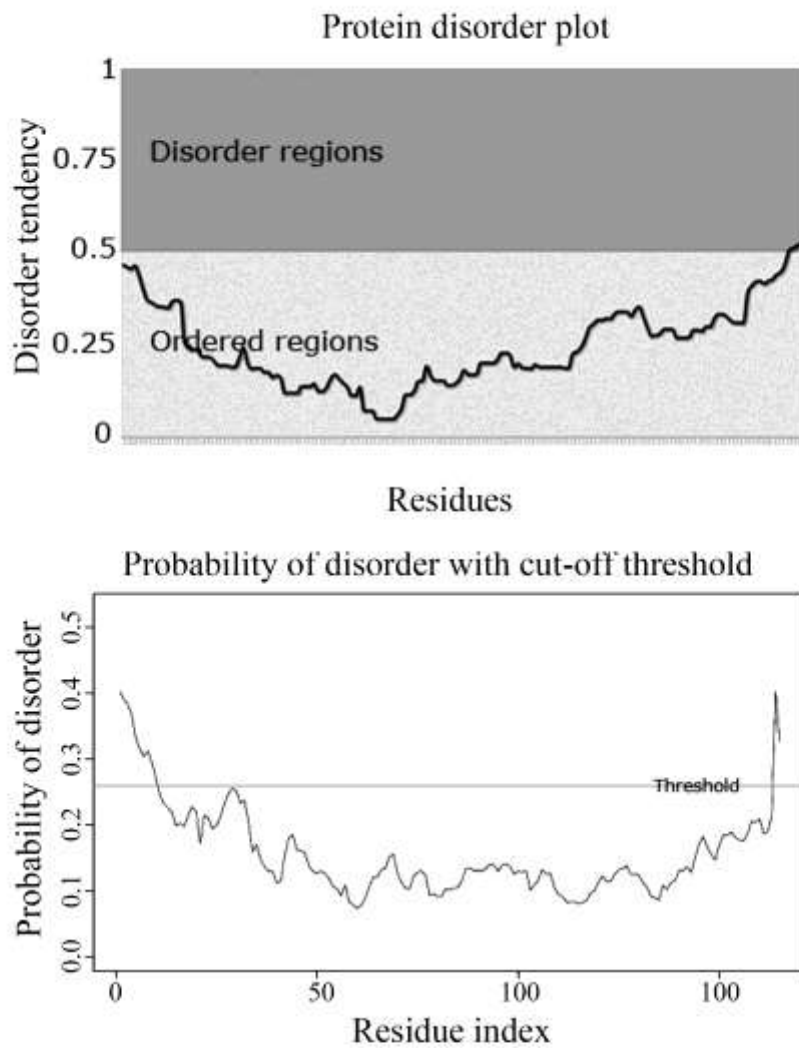 Protein disorder plot
1
Disorder regions
0.75
Disorder tendency
0.5
Ordered regions
0.25
0
Residues
Probability of disorder with cut-off threshold
0.5
0.4
0.3
Threshold
0.2
0.1
0.0
Probability of disorder
0 50 100 100
Residue index